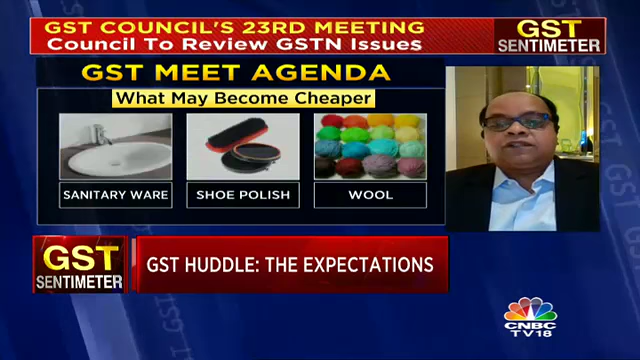 GST COUNCIL'S 23RD MEETING
Council To Review GSTN Issues
GST
SENTIMETER
GST MEET AGENDA
What May Become Cheaper
SANITARY WARE
SHOE POLISH
WOOL
GST
SENTIMETER
GST HUDDLE: THE EXPECTATIONS
CNBC
TV18